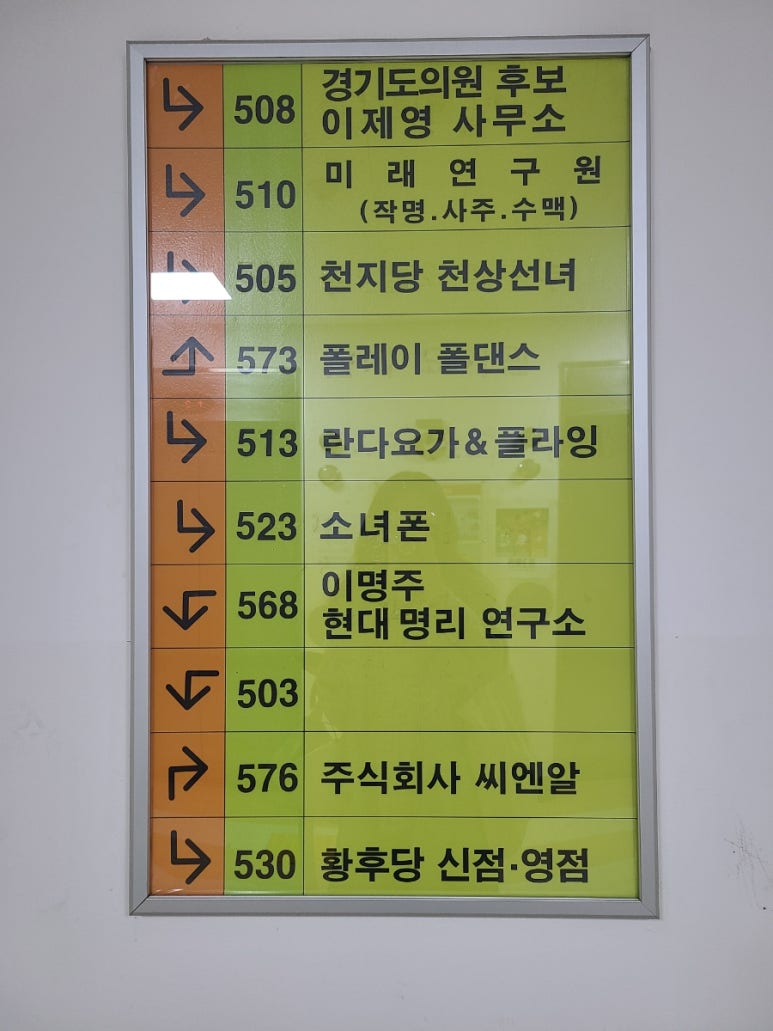 508 경기도의원 후보
이제영 사무소
510 미래연구원
(작명.사주.수맥)
505 천지당 천상선녀
573 폴레이 폴댄스
513 란다요가&플라잉
523 소녀폰
568 이명주
현대명리 연구소
503
576 주식회사 씨엔알
530 황후당 신점·영점